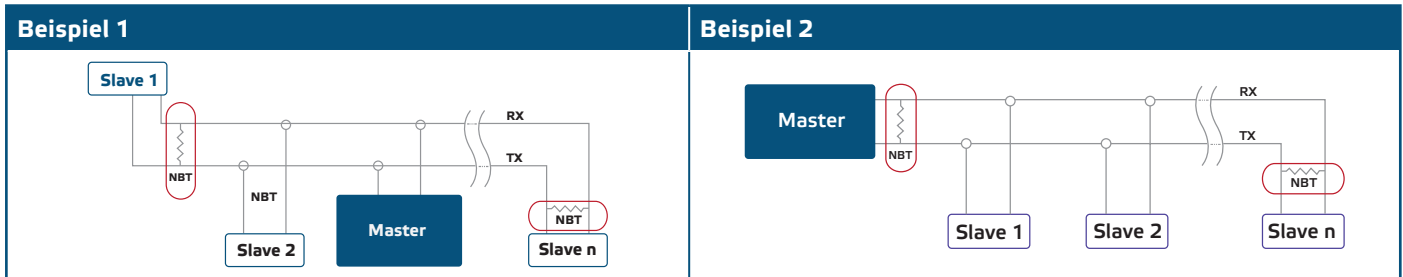 Beispiel 1
Slave 1
RX
TX
NBT
NBT
NBT
Master
Slave 2
Slave n
Beispiel 2
RX
Master
TX
NBT
NBT
Slave 1
Slave 2
Slave n